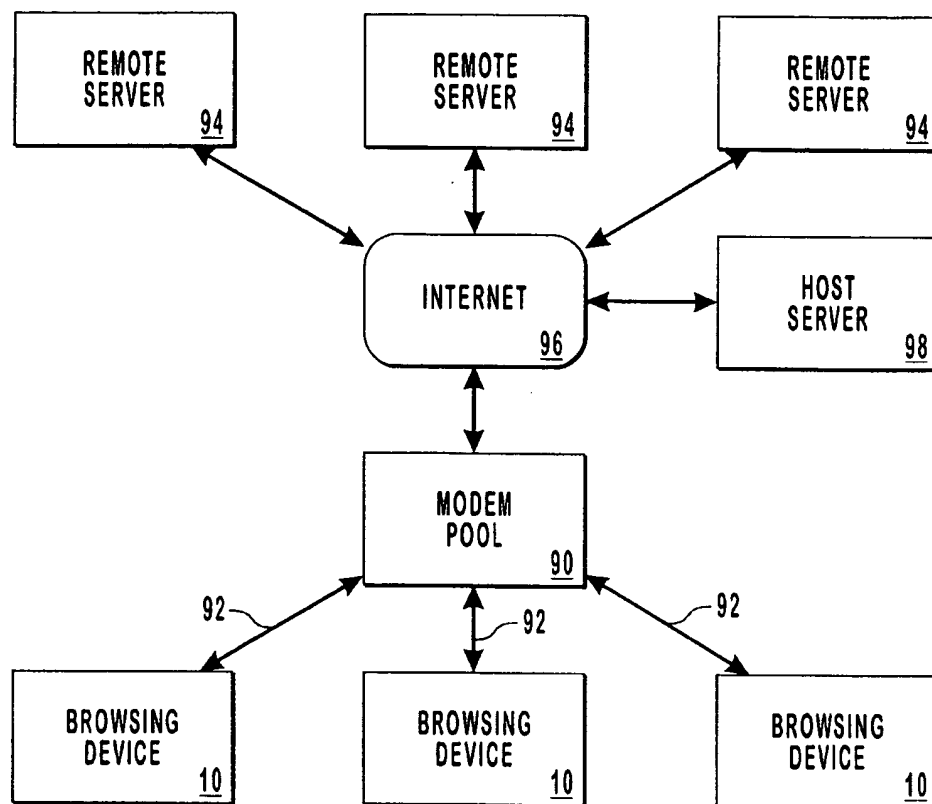 REMOTE
SERVER
94
REMOTE
SERVER
94
REMOTE
SERVER
94
INTERNET
96
HOST
SERVER
98
MODEM
POOL
90
92
92
92
BROWSING
DEVICE
10
BROWSING
DEVICE
10
BROWSING
DEVICE
10